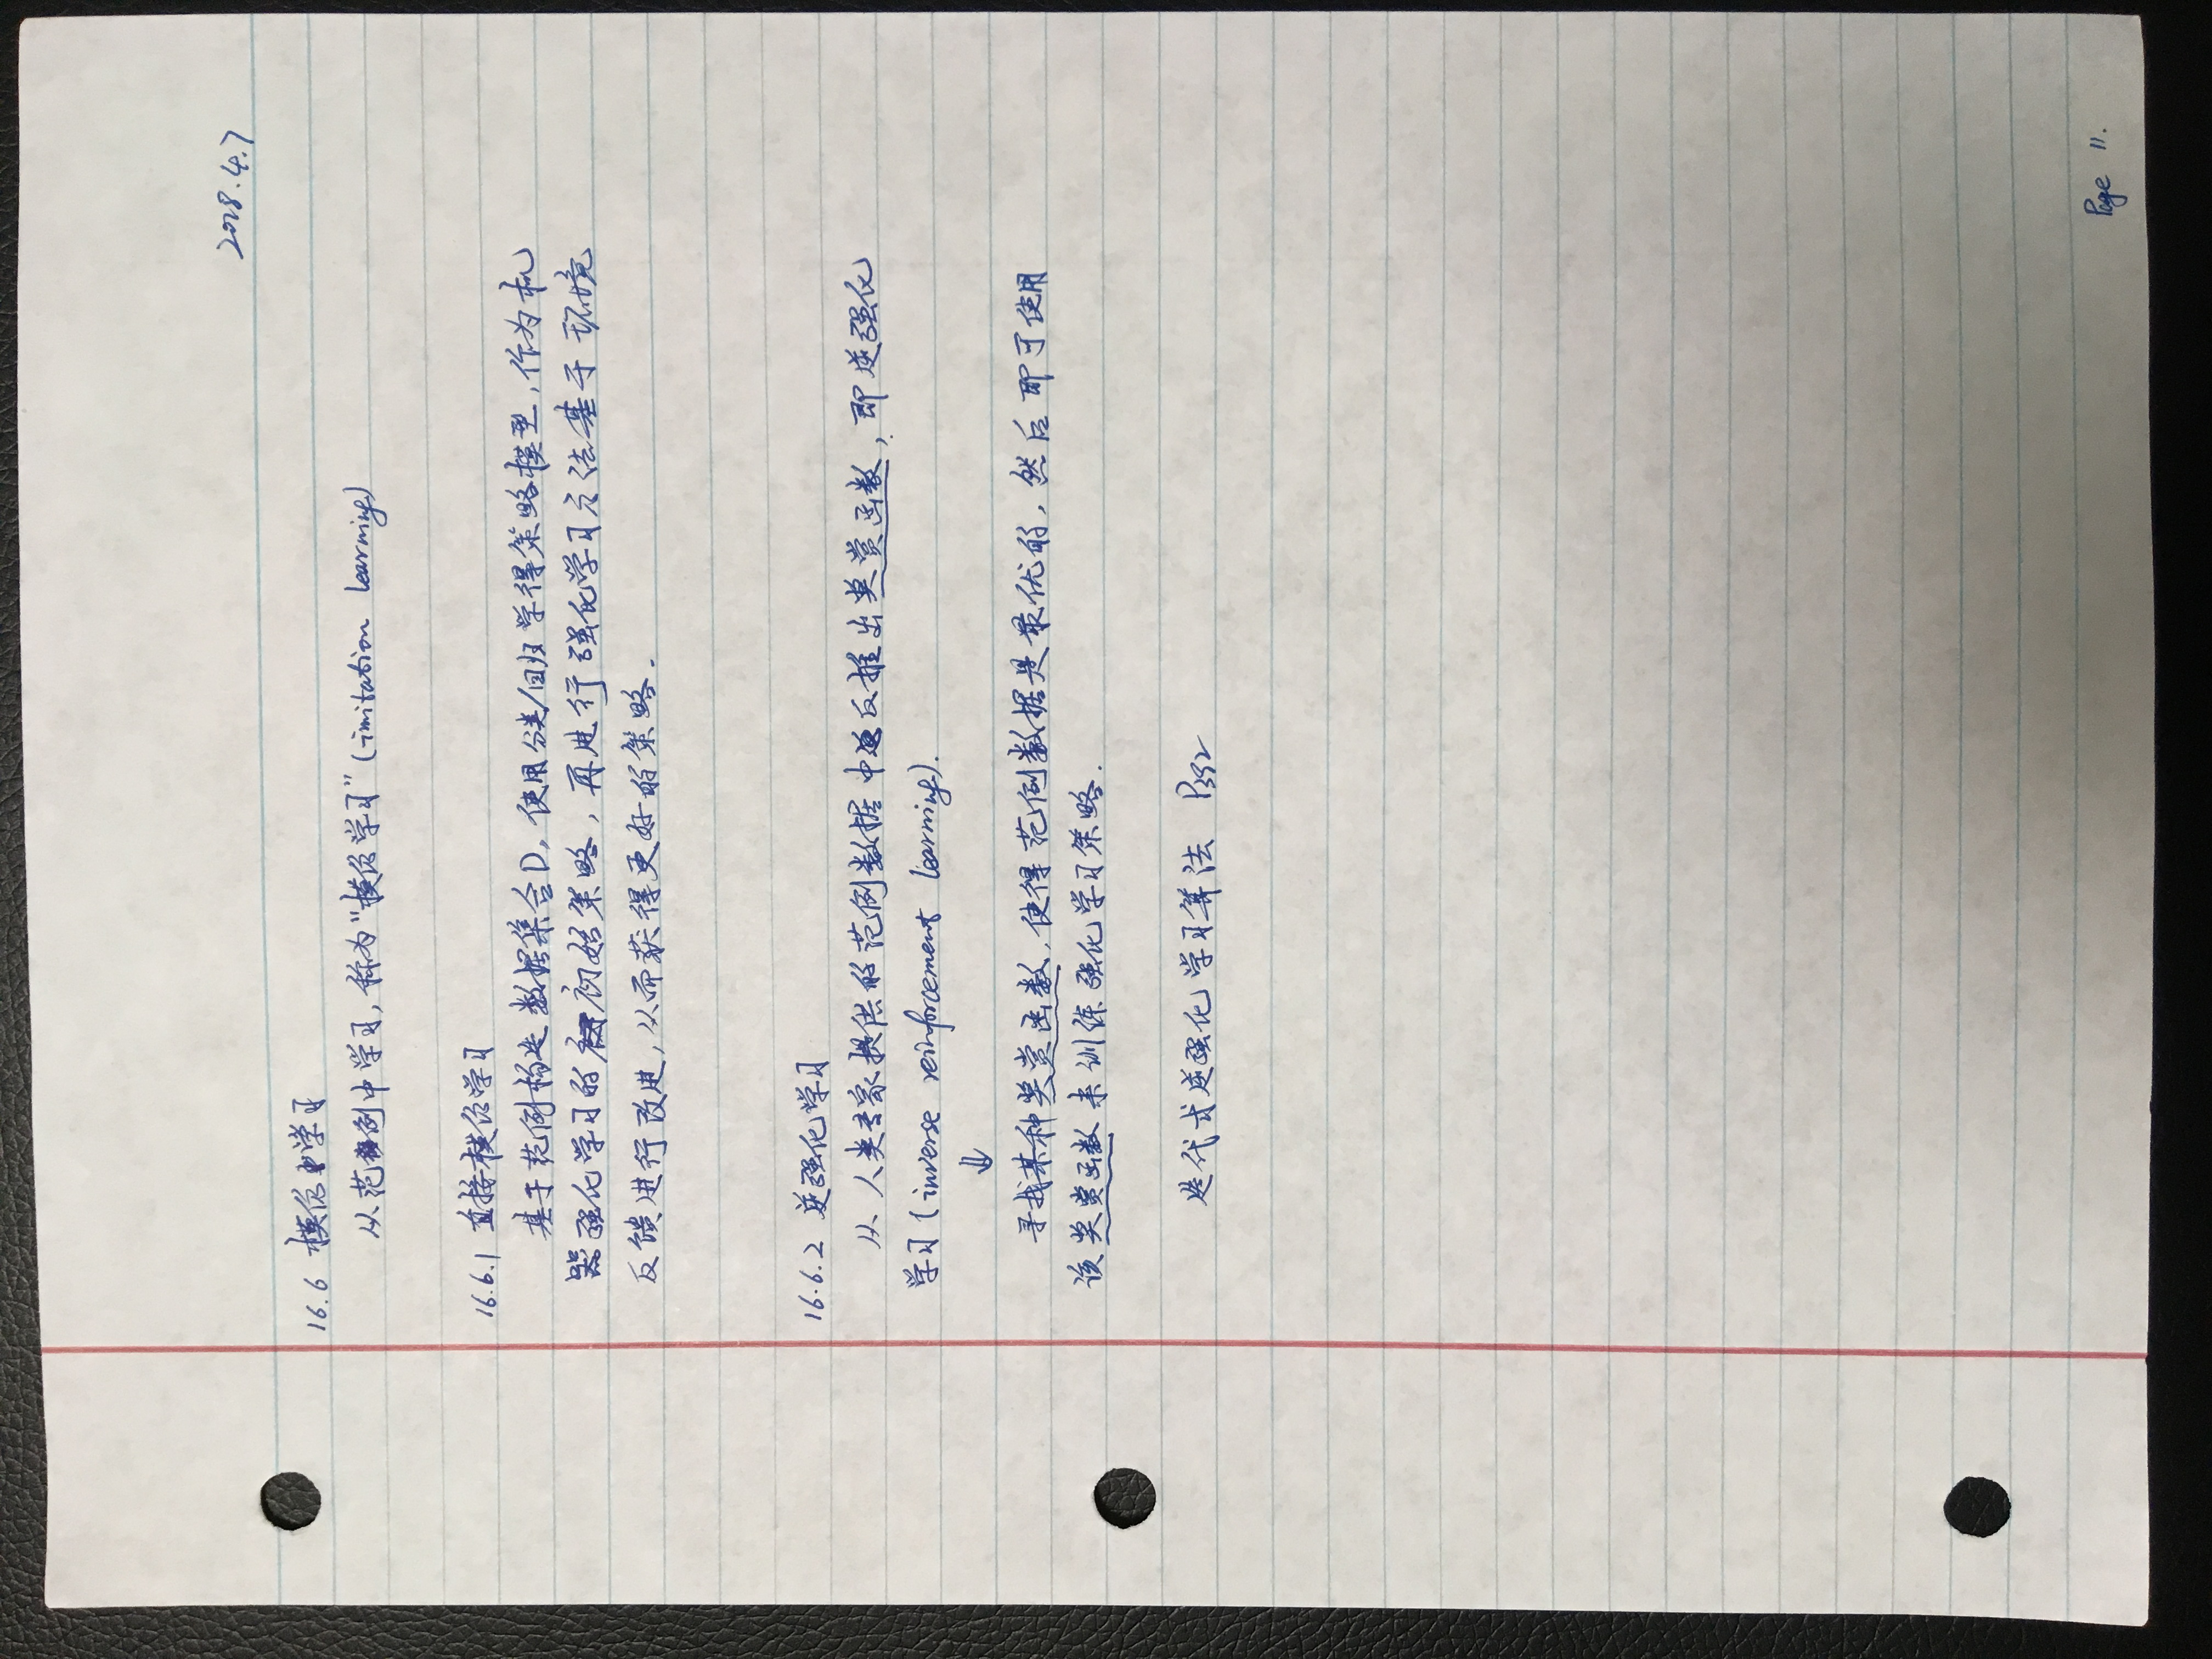 2018.4.7
16.6 模仿学习
从范例中学习,称为"模仿学习"(imitation learning)
16.6.1 直接模仿学习
基于范例构造数据集合D,使用分类/回归学得策略模型,作为机
器强化学习的初始策略,再进行强化学习方法基于环境
反馈进行改进,从而获得更好的策略.
16.6.2 逆强化学习
从人类专家提供的范例数据中反推出奖赏函数,即逆强化
学习(inverse reinforcement learning).
⇓
寻找某种奖赏函数,使得范例数据是最优的,然后即可使用
该奖赏函数来训练强化学习策略.
迭代式逆强化学习算法 P392
Page 11.